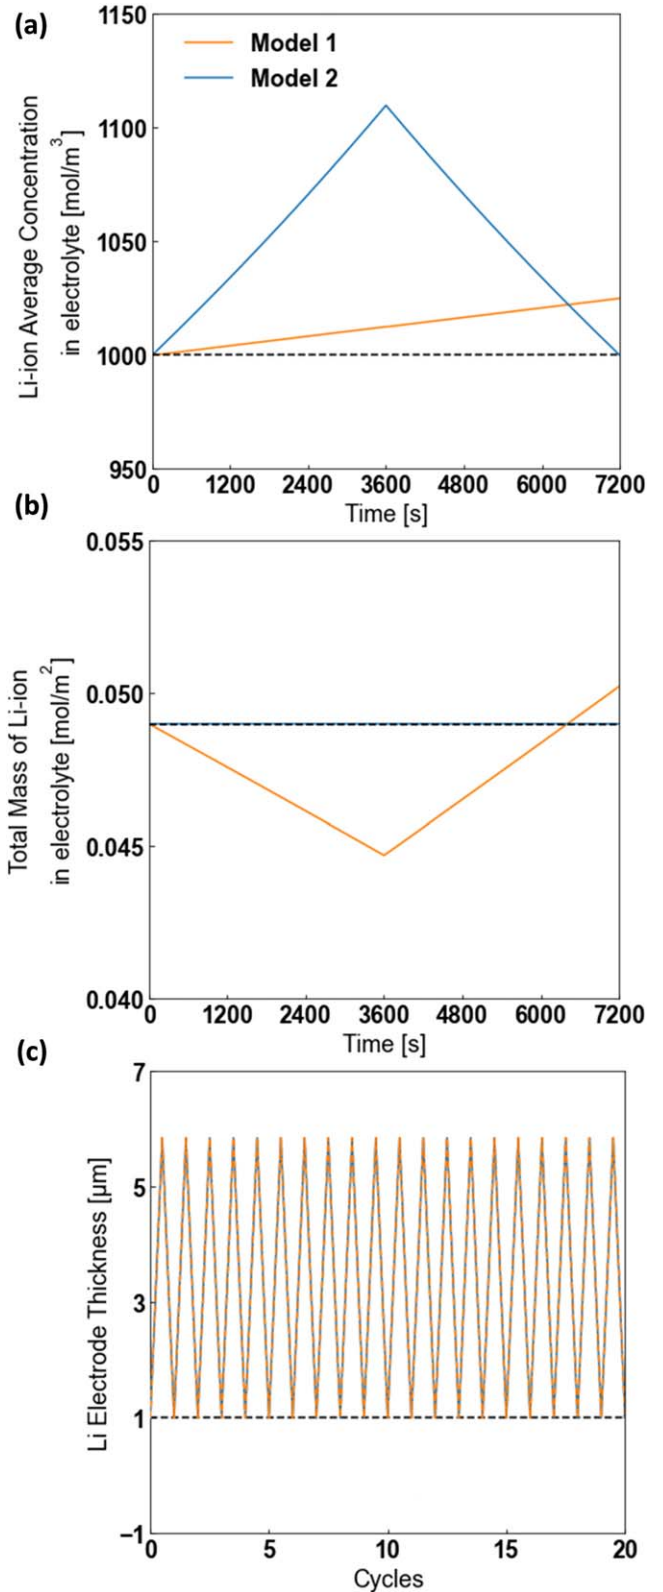 (a)
Li-ion Average Concentration
in electrolyte [mol/m³]
1150
1100
1050
1000
950
Model 1
Model 2
0 1200 2400 3600 4800 6000 7200
Time [s]
(b)
Total Mass of Li-ion
in electrolyte [mol/m²]
0.055
0.050
0.045
0.040
0 1200 2400 3600 4800 6000 7200
Time [s]
(c)
Li Electrode Thickness [µm]
7
5
3
1
−1
0 5 10 15 20
Cycles